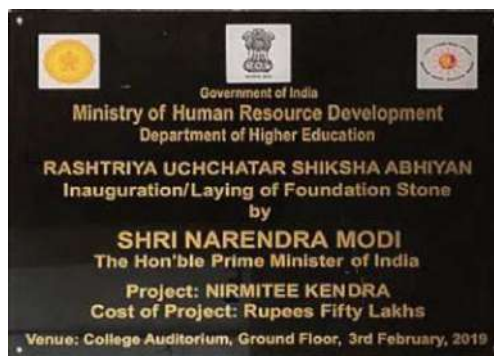 Government of India
Ministry of Human Resource Development
Department of Higher Education
RASHTRIYA UCHCHATAR SHIKSHA ABHIYAN
Inauguration/Laying of Foundation Stone
by
SHRI NARENDRA MODI
The Hon'ble Prime Minister of India
Project: NIRMITEE KENDRA
Cost of Project: Rupees Fifty Lakhs
Venue: College Auditorium, Ground Floor, 3rd February, 2019